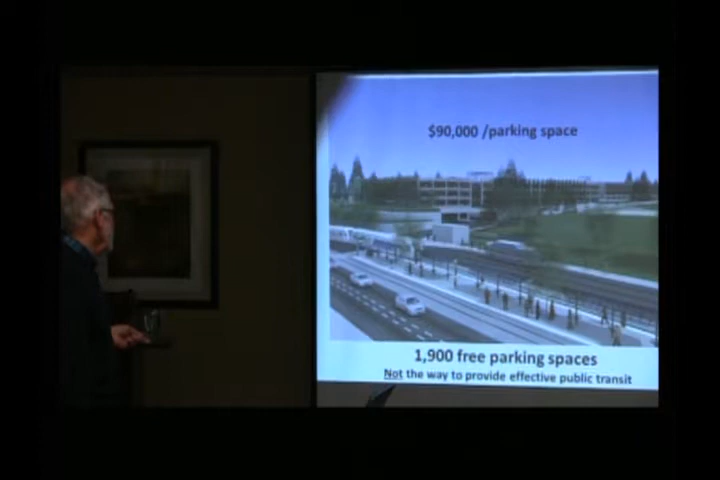 $90,000 /parking space
1,900 free parking spaces
Not the way to provide effective public transit